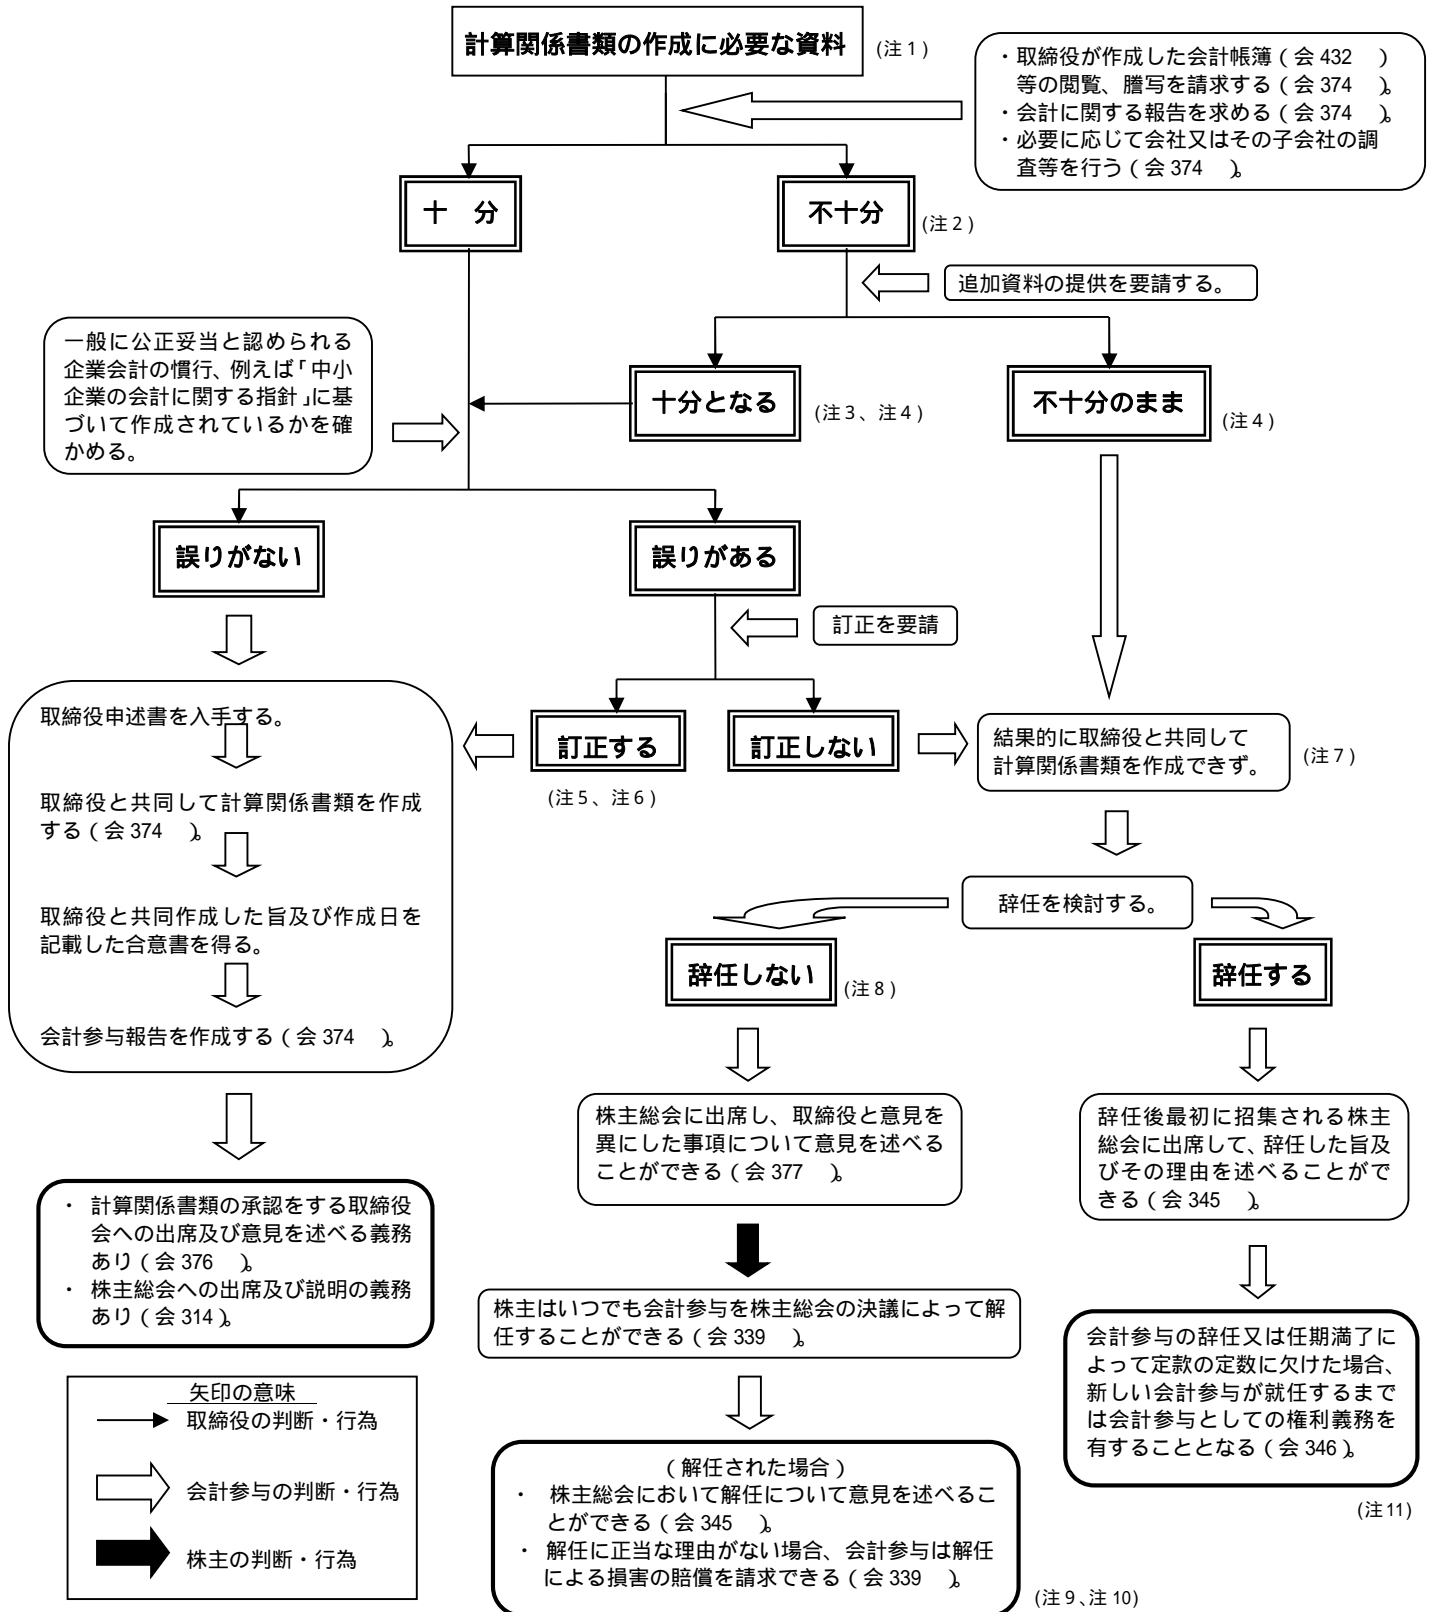 計算関係書類の作成に必要な資料
(注1)
・取締役が作成した会計帳簿(会432　)
等の閲覧、謄写を請求する(会374　)。
・会計に関する報告を求める(会374　)。
・必要に応じて会社又はその子会社の調
査等を行う(会374　)。
十　分
不十分
(注2)
追加資料の提供を要請する。
一般に公正妥当と認められる
企業会計の慣行、例えば「中小
企業の会計に関する指針」に基
づいて作成されているかを確
かめる。
十分となる
(注3、注4)
不十分のまま
(注4)
誤りがない
誤りがある
訂正を要請
取締役申述書を入手する。
取締役と共同して計算関係書類を作成
する(会374　)。
取締役と共同作成した旨及び作成日を
記載した合意書を得る。
会計参与報告を作成する(会374　)。
訂正する
(注5、注6)
訂正しない
結果的に取締役と共同して
計算関係書類を作成できず。
(注7)
辞任を検討する。
辞任しない
(注8)
辞任する
株主総会に出席し、取締役と意見を
異にした事項について意見を述べる
ことができる(会377　)。
辞任後最初に招集される株主
総会に出席して、辞任した旨及
びその理由を述べることがで
きる(会345　)。
・ 計算関係書類の承認をする取締役
会への出席及び意見を述べる義務
あり(会376　)。
・ 株主総会への出席及び説明の義務
あり(会314)。
株主はいつでも会計参与を株主総会の決議によって解
任することができる(会339　)。
会計参与の辞任又は任期満了に
よって定款の定数に欠けた場合、
新しい会計参与が就任するまで
は会計参与としての権利義務を
有することとなる(会346)。
(注11)
(解任された場合)
・ 株主総会において解任について意見を述べるこ
とができる(会345　)。
・ 解任に正当な理由がない場合、会計参与は解任
による損害の賠償を請求できる(会339　)。
(注9、注10)
矢印の意味
取締役の判断・行為
会計参与の判断・行為
株主の判断・行為